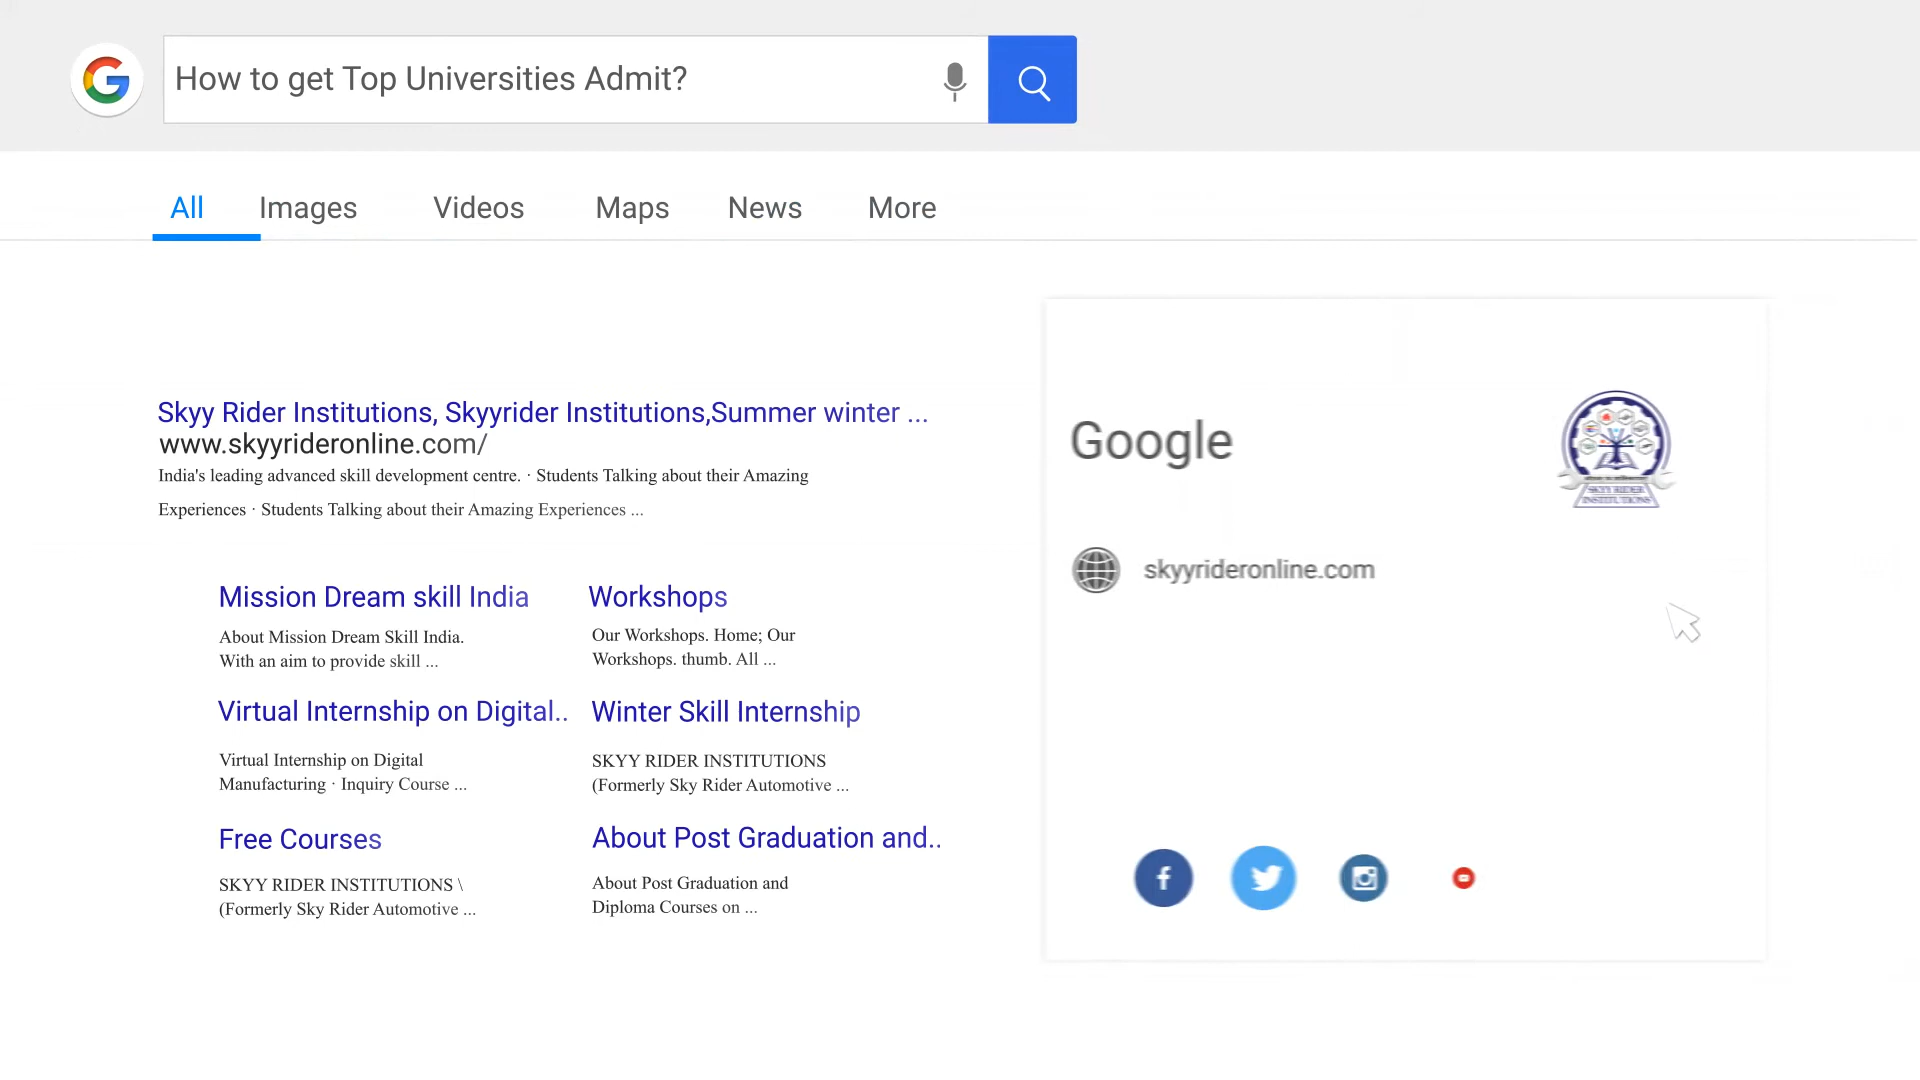 How to get Top Universities Admit?
All Images Videos Maps News More
Skyy Rider Institutions, Skyyrider Institutions,Summer winter ...
www.skyyrideronline.com/
India's leading advanced skill development centre. · Students Talking about their Amazing
Experiences · Students Talking about their Amazing Experiences ...
Mission Dream skill India
About Mission Dream Skill India.
With an aim to provide skill ...
Workshops
Our Workshops. Home; Our
Workshops. thumb. All ...
Virtual Internship on Digital..
Virtual Internship on Digital
Manufacturing · Inquiry Course ...
Winter Skill Internship
SKYY RIDER INSTITUTIONS
(Formerly Sky Rider Automotive ...
Free Courses
SKYY RIDER INSTITUTIONS \
(Formerly Sky Rider Automotive ...
About Post Graduation and..
About Post Graduation and
Diploma Courses on ...
Google
SKYY RIDER
INSTITUTIONS
skyyrideronline.com